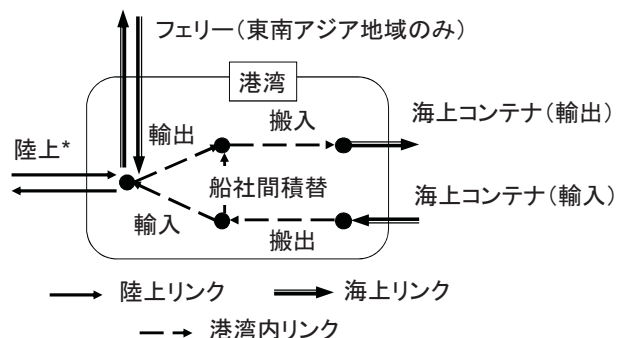 フェリー(東南アジア地域のみ)
港湾
海上コンテナ(輸出)
搬入
輸出
陸上*
船社間積替
海上コンテナ(輸入)
輸入
搬出
陸上リンク
海上リンク
港湾内リンク